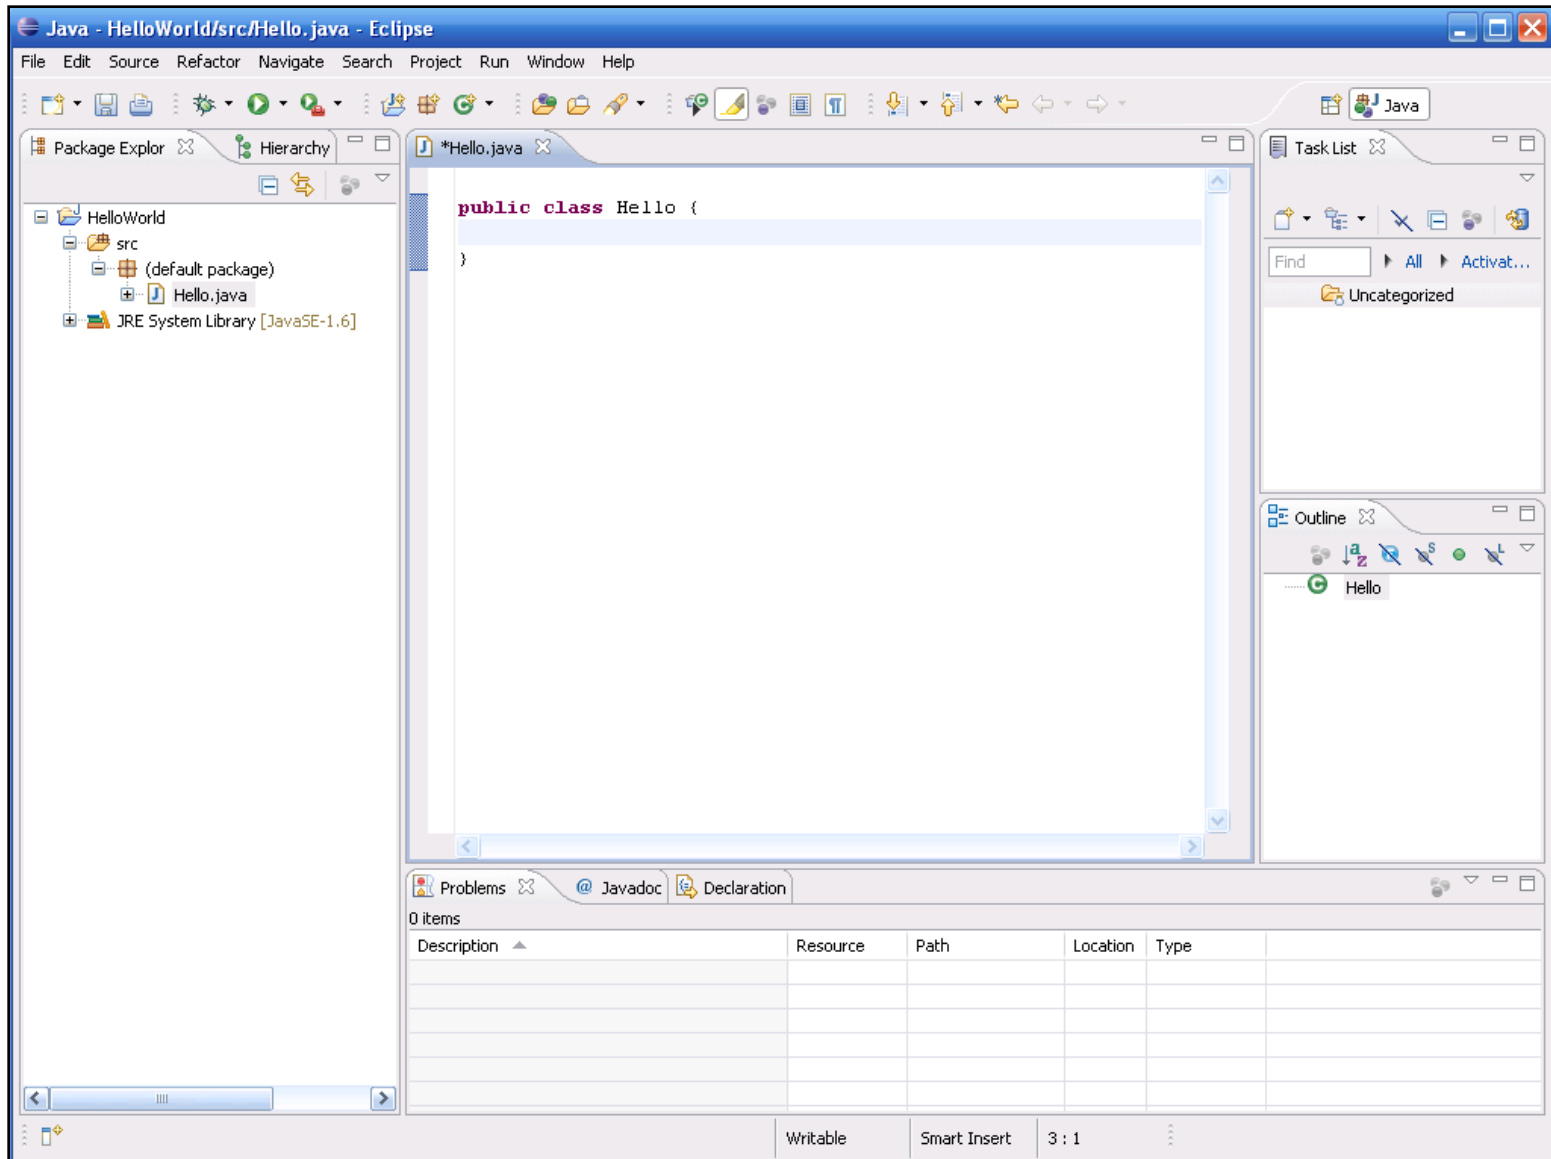 Java - HelloWorld/src/Hello.java - Eclipse
File Edit Source Refactor Navigate Search Project Run Window Help
Java
Package Explor Hierarchy
HelloWorld
src
(default package)
Hello.java
JRE System Library [JavaSE-1.6]
*Hello.java
public class Hello {
}
Task List
Find All Activat...
Uncategorized
Outline
Hello
Problems @ Javadoc Declaration
0 items
Description Resource Path Location Type
Writable Smart Insert 3 : 1